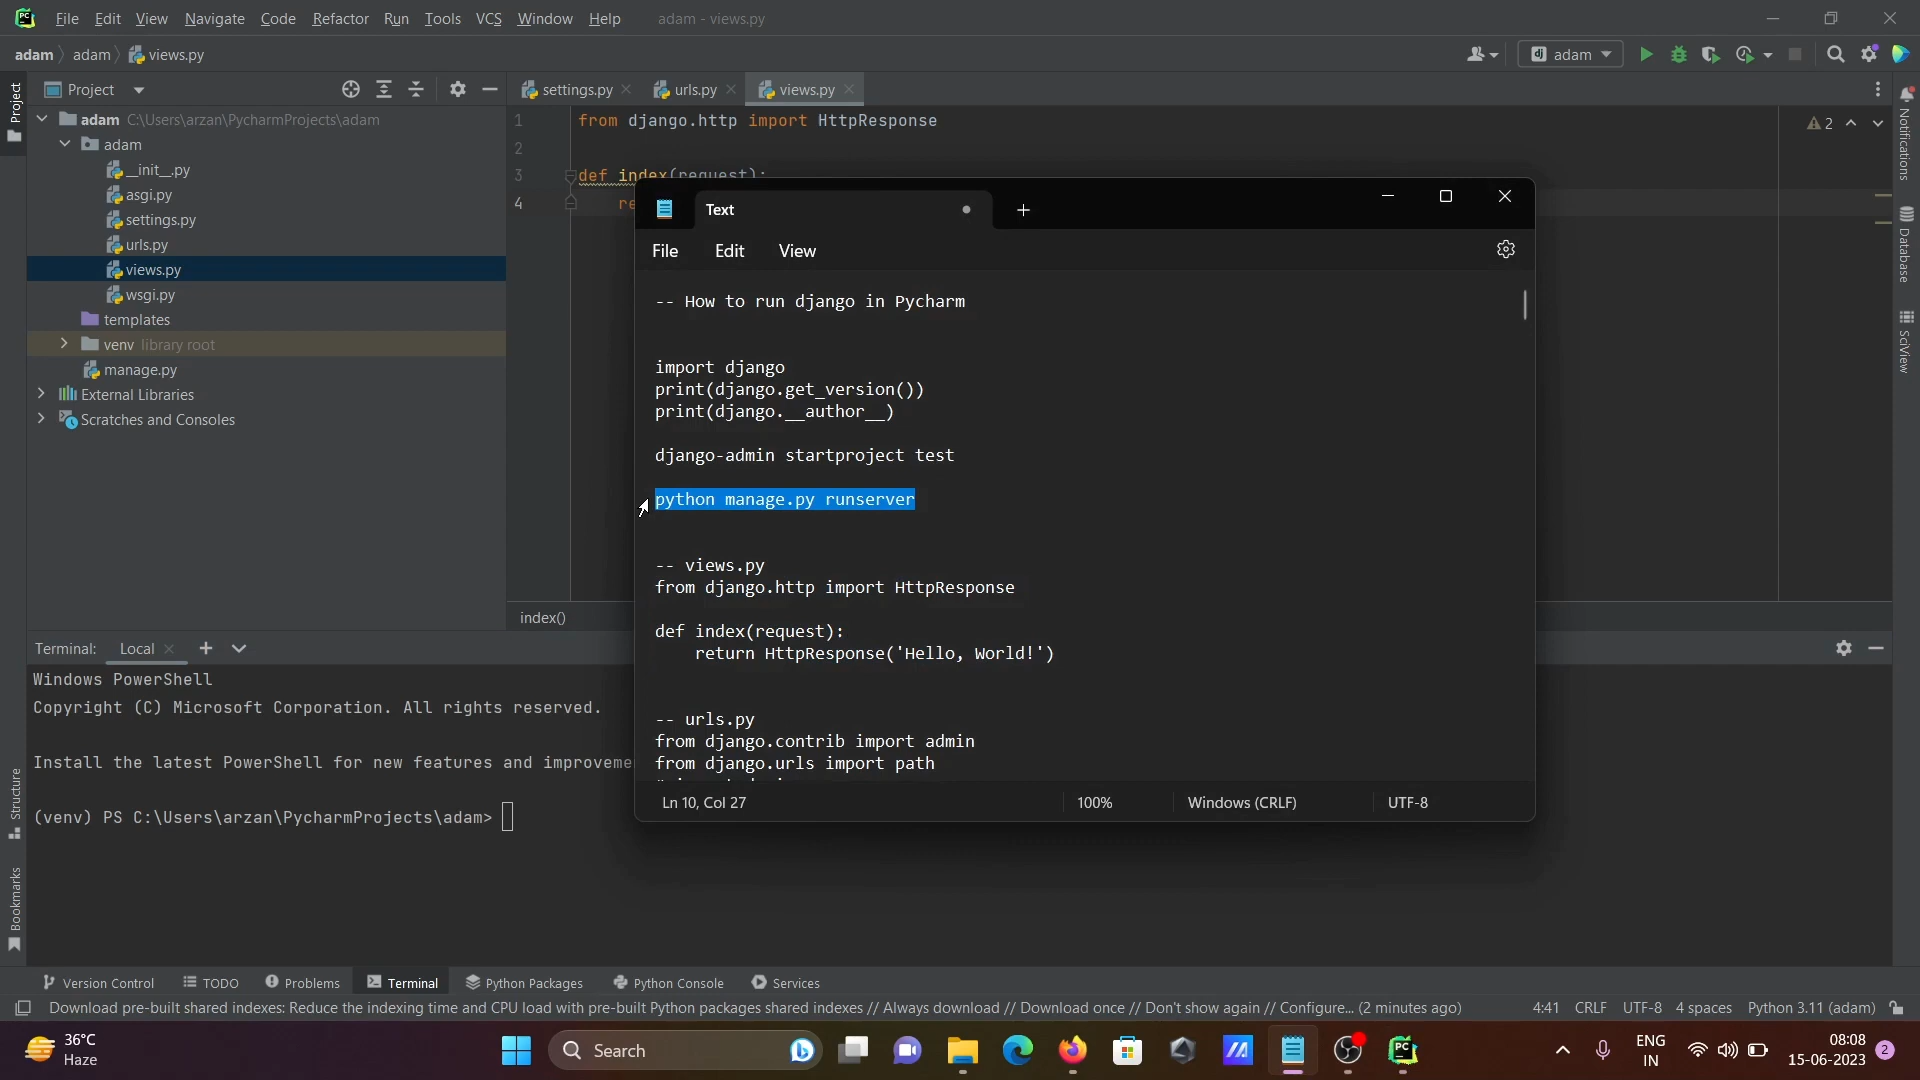 File Edit View Navigate Code Refactor Run Tools VCS Window Help adam - views.py
adam adam views.py
adam
Project
settings.py urls.py views.py
adam C:\Users\arzan\PycharmProjects\adam
adam
__init__.py
asgi.py
settings.py
urls.py
views.py
wsgi.py
templates
venv library root
manage.py
External Libraries
Scratches and Consoles
Project
Structure
Bookmarks
1 from django.http import HttpResponse
2
3 def index(request):
4 re
2
index()
Notifications
Database
SciView
Text
File Edit View
-- How to run django in Pycharm
import django
print(django.get_version())
print(django.__author__)
django-admin startproject test
python manage.py runserver
-- views.py
from django.http import HttpResponse
def index(request):
return HttpResponse('Hello, World!')
-- urls.py
from django.contrib import admin
from django.urls import path
Ln 10, Col 27 100% Windows (CRLF) UTF-8
Terminal: Local
Windows PowerShell
Copyright (C) Microsoft Corporation. All rights reserved.
Install the latest PowerShell for new features and improveme
(venv) PS C:\Users\arzan\PycharmProjects\adam>
Version Control TODO Problems Terminal Python Packages Python Console Services
Download pre-built shared indexes: Reduce the indexing time and CPU load with pre-built Python packages shared indexes // Always download // Download once // Don't show again // Configure... (2 minutes ago) 4:41 CRLF UTF-8 4 spaces Python 3.11 (adam)
36°C
Haze
Search
ENG
IN
08:08
15-06-2023
2